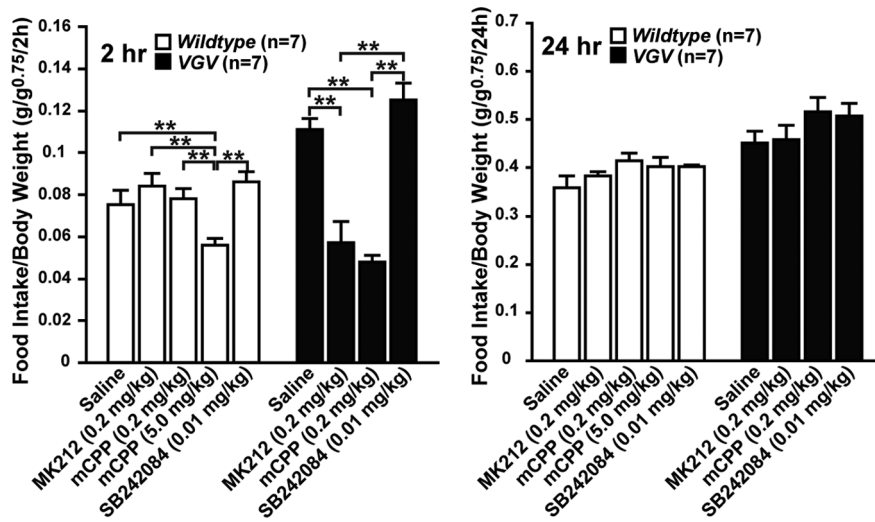 Food Intake/Body Weight (g/g0.75/2h)
0.16
0.14
0.12
0.1
0.08
0.06
0.04
0.02
0
2 hr
Wildtype (n=7)
VGV (n=7)
**
**
**
**
**
**
**
**
**
Saline
MK212 (0.2 mg/kg)
mCPP (0.2 mg/kg)
mCPP (5.0 mg/kg)
SB242084 (0.01 mg/kg)
Saline
MK212 (0.2 mg/kg)
mCPP (0.2 mg/kg)
SB242084 (0.01 mg/kg)
Food Intake/Body Weight (g/g0.75/24h)
0.7
0.6
0.5
0.4
0.3
0.2
0.1
0
24 hr
Wildtype (n=7)
VGV (n=7)
Saline
MK212 (0.2 mg/kg)
mCPP (0.2 mg/kg)
mCPP (5.0 mg/kg)
SB242084 (0.01 mg/kg)
Saline
MK212 (0.2 mg/kg)
mCPP (0.2 mg/kg)
SB242084 (0.01 mg/kg)